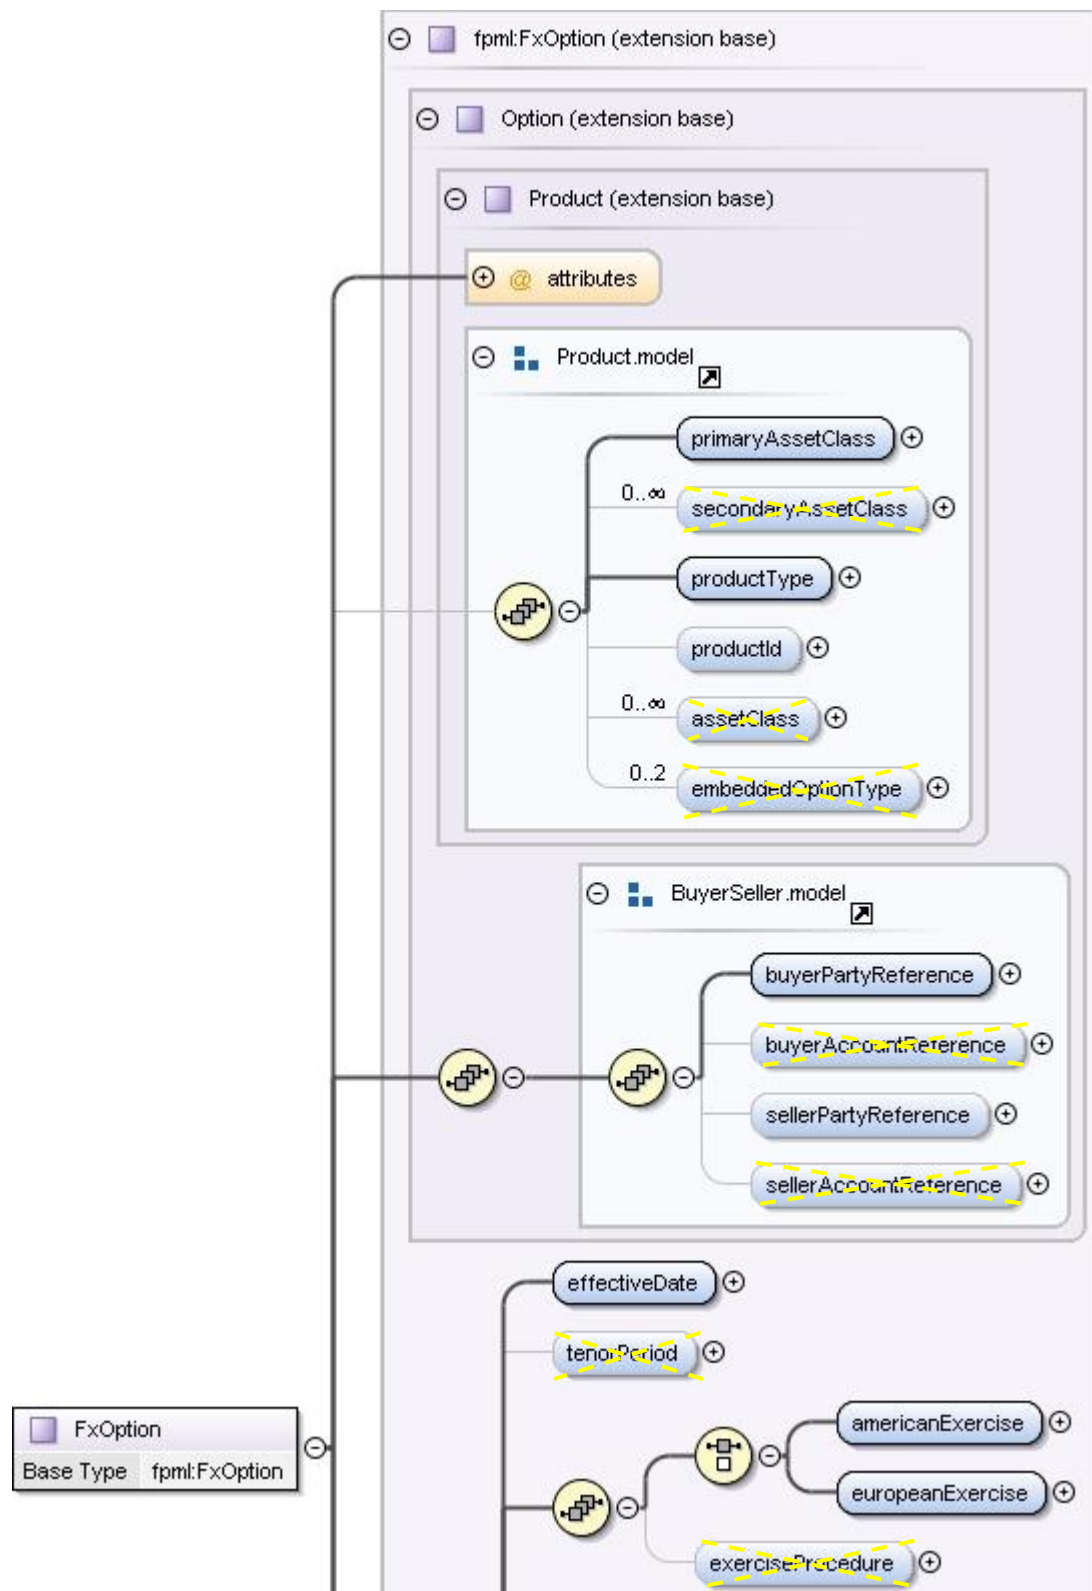 fpml:FxOption (extension base)
Option (extension base)
Product (extension base)
@ attributes
Product.model
primaryAssetClass
0..∞
secondaryAssetClass
productType
productId
0..∞
assetClass
0..2
embeddedOptionType
BuyerSeller.model
buyerPartyReference
buyerAccountReference
sellerPartyReference
sellerAccountReference
effectiveDate
tenorPeriod
americanExercise
FxOption
Base Type fpml:FxOption
europeanExercise
exerciseProcedure